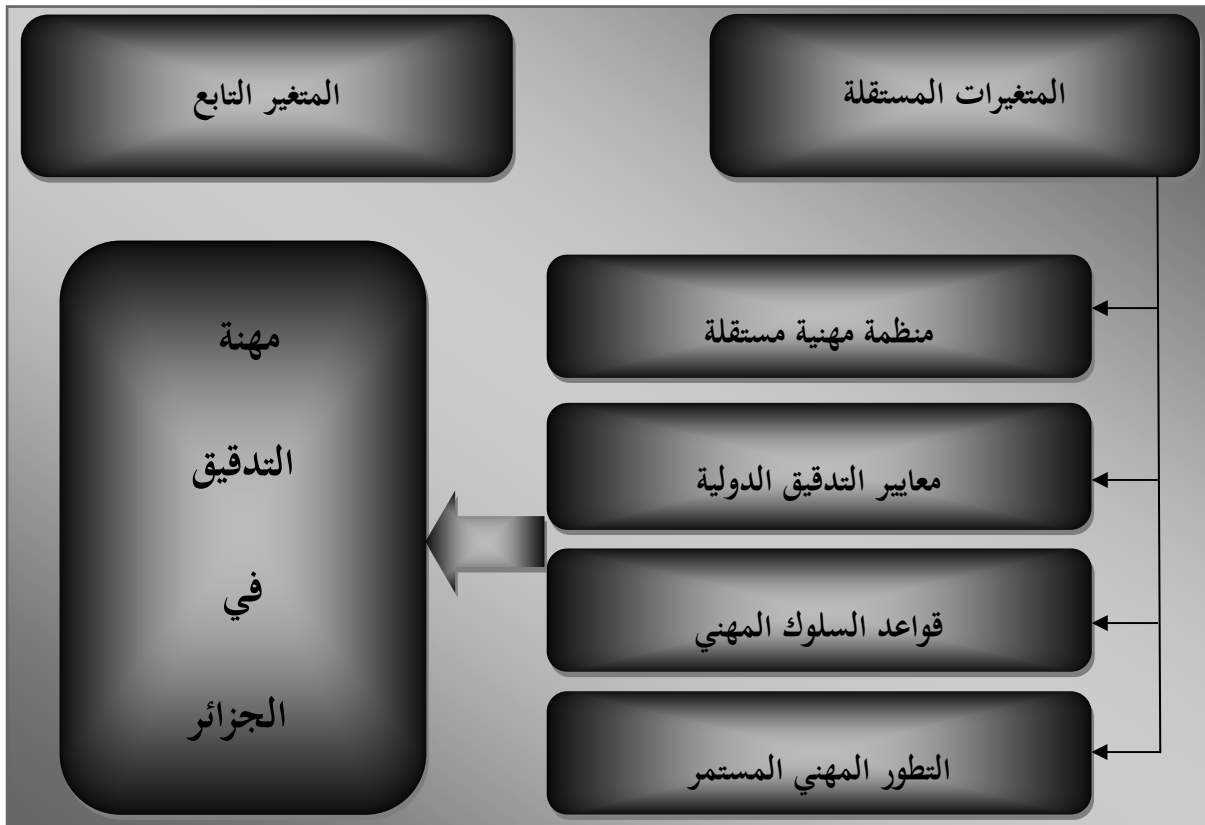 المتغيرات المستقلة
المتغير التابع
منظمة مهنية مستقلة
معايير التدقيق الدولية
قواعد السلوك المهني
التطور المهني المستمر
مهنة
التدقيق
في
الجزائر